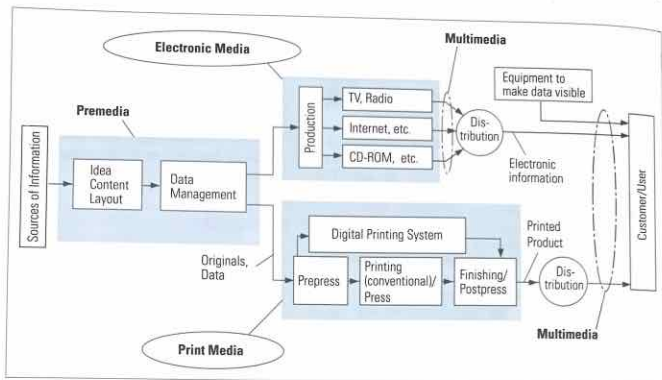 Electronic Media
Multimedia
Equipment to
make data visible
Premedia
Production
TV, Radio
Internet, etc.
CD-ROM, etc.
Dis-
tribution
Electronic
information
Sources of Information
Idea
Content
Layout
Data
Management
Customer/User
Originals,
Data
Digital Printing System
Printed
Product
Prepress
Printing
(conventional)/
Press
Finishing/
Postpress
Dis-
tribution
Multimedia
Print Media